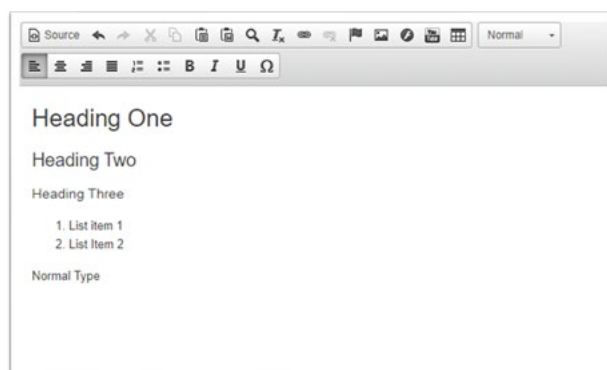 Source Normal
B I U Ω
Heading One
Heading Two
Heading Three
1. List item 1
2. List Item 2
Normal Type